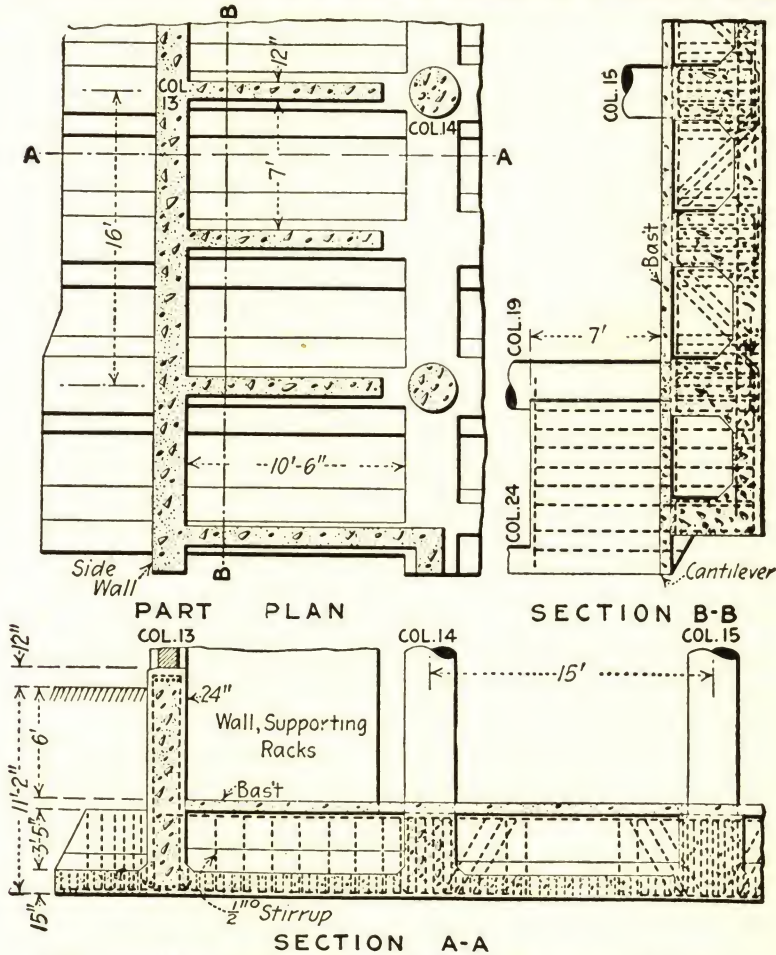 B
12"
COL
13
COL.14
A
A
7'
16'
10'-6"
B
Side
Wall
PART PLAN
COL.15
Bas't
COL.19
7'
COL.24
Cantilever
SECTION B-B
12"
COL.13
COL.14
COL.15
24"
15'
Wall, Supporting
Racks
6'
11'-2"
Bas't
3'-5"
15"
½"° Stirrup
SECTION A-A